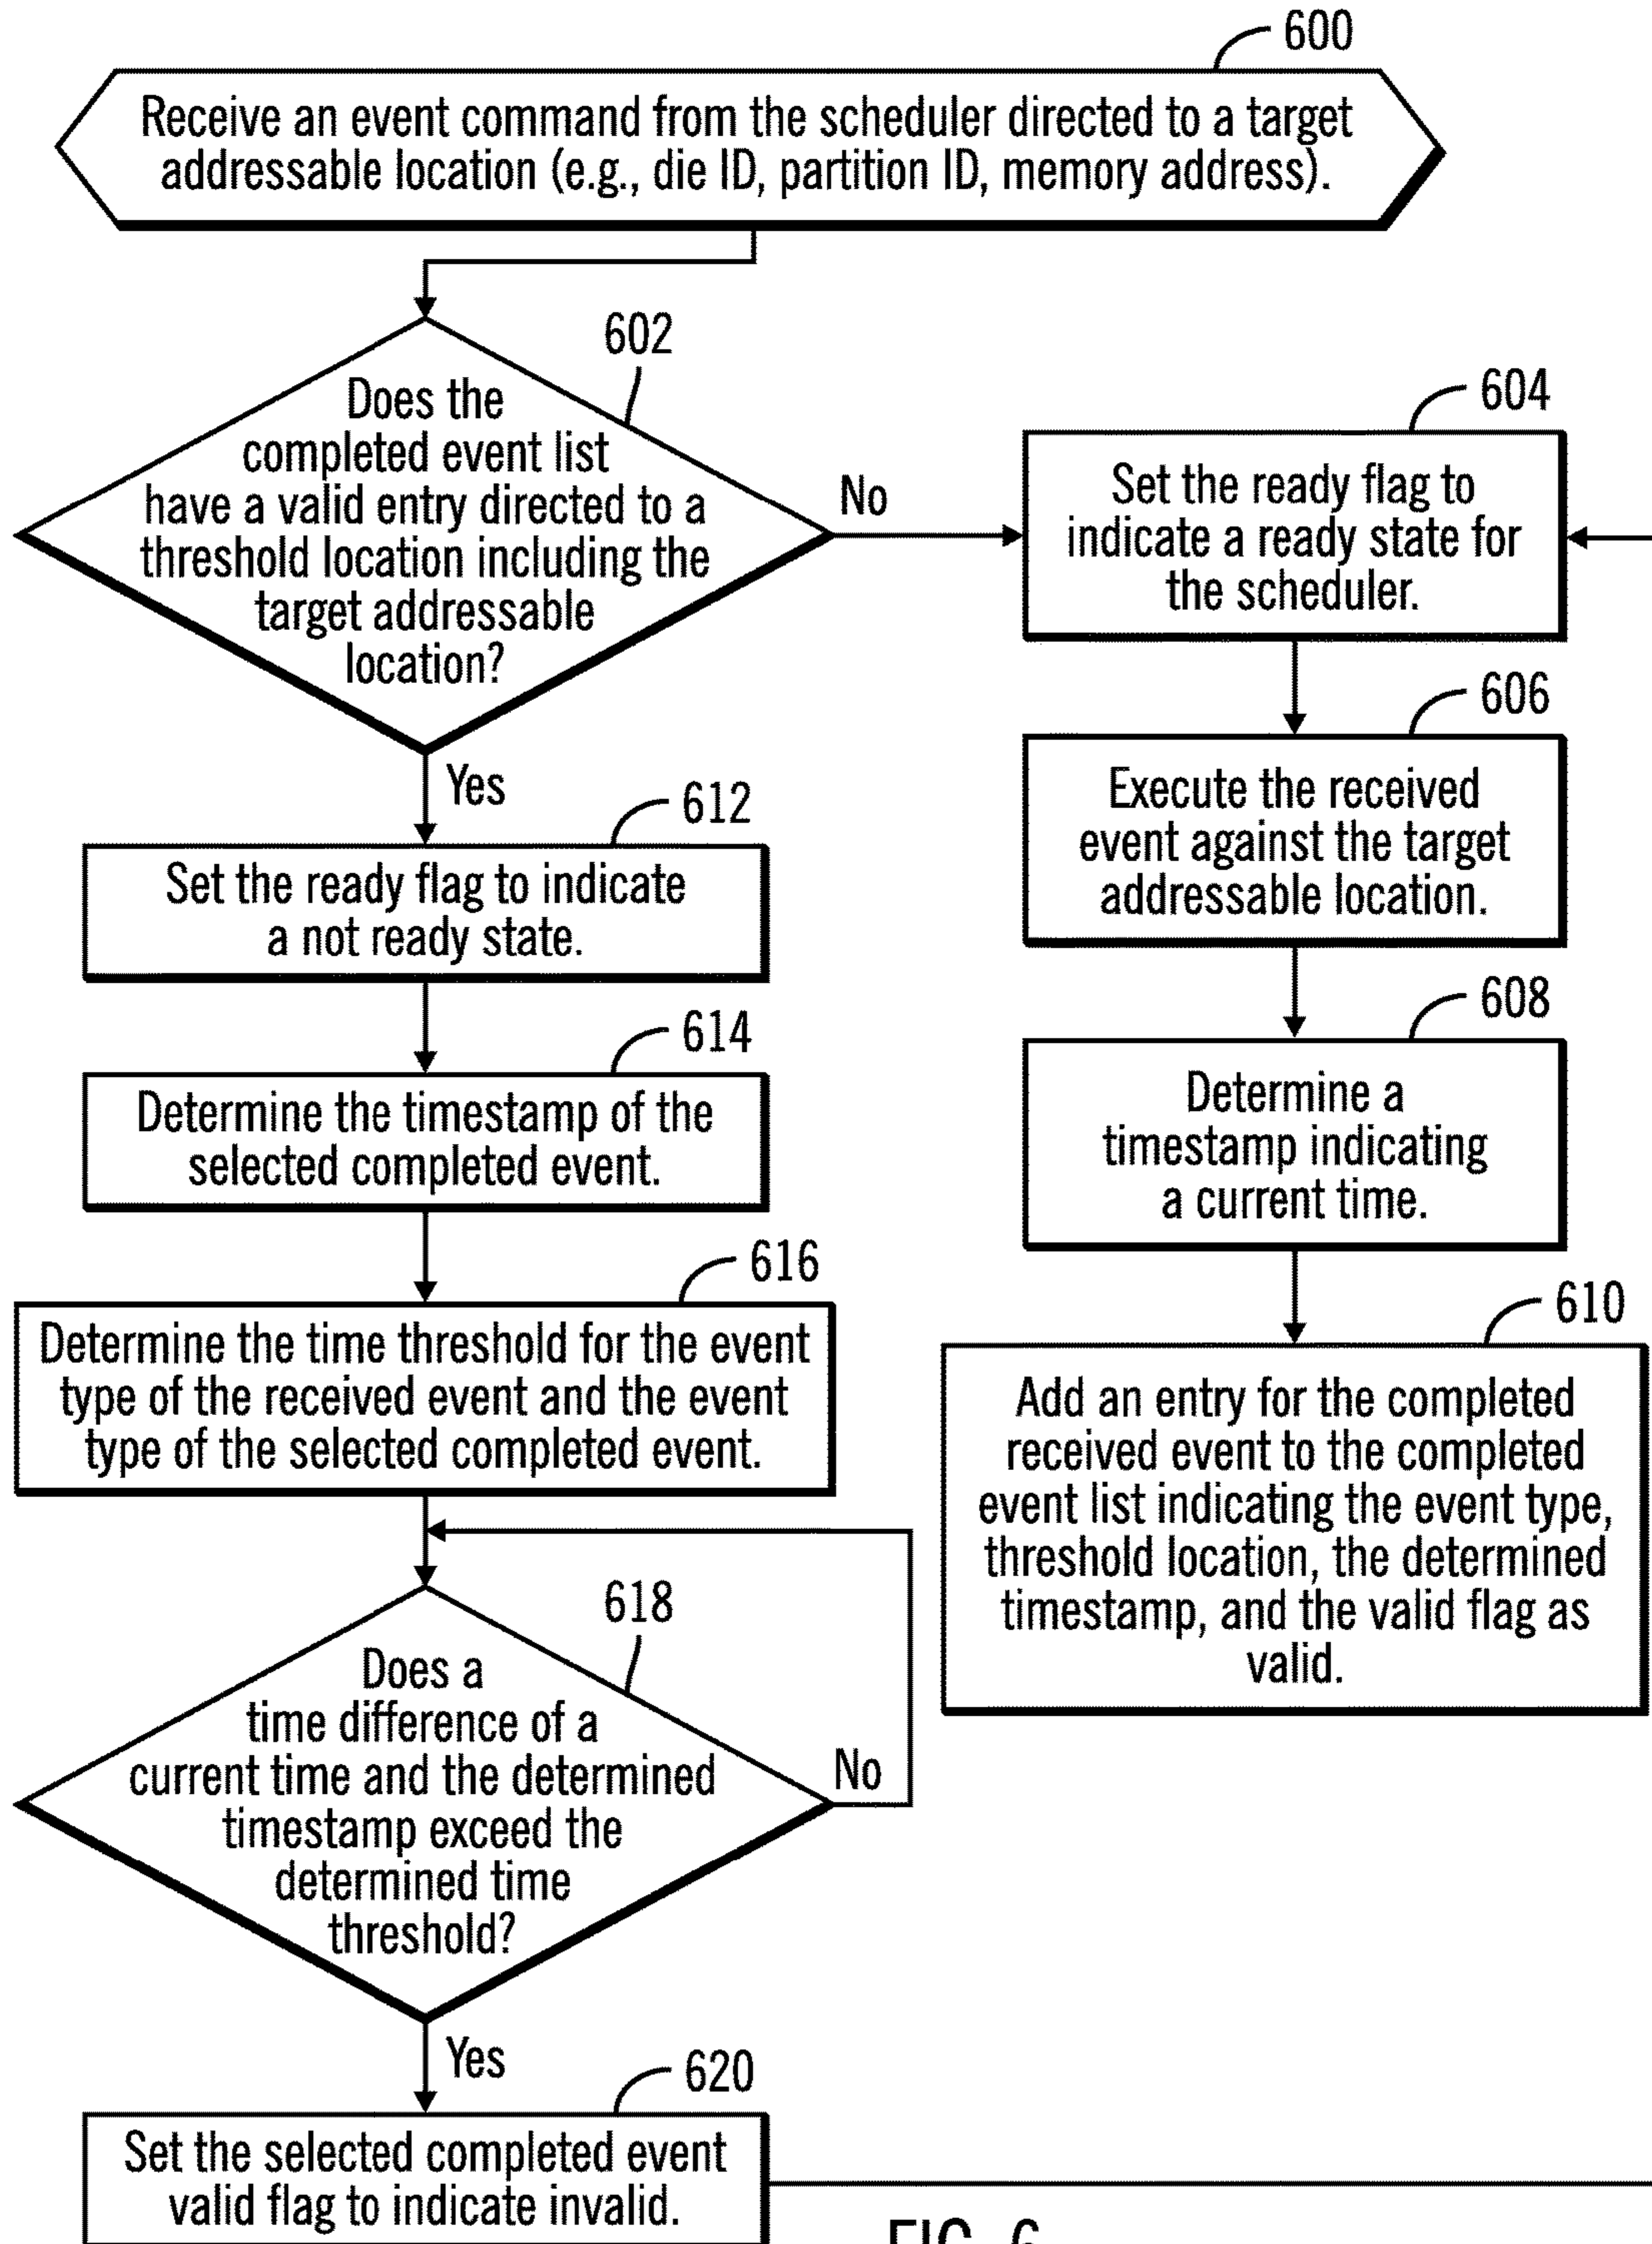 600
Receive an event command from the scheduler directed to a target
addressable location (e.g., die ID, partition ID, memory address).
602
Does the
completed event list
have a valid entry directed to a
threshold location including the
target addressable
location?
No
Yes
604
Set the ready flag to
indicate a ready state for
the scheduler.
606
Execute the received
event against the target
addressable location.
608
Determine a
timestamp indicating
a current time.
610
Add an entry for the completed
received event to the completed
event list indicating the event type,
threshold location, the determined
timestamp, and the valid flag as
valid.
612
Set the ready flag to indicate
a not ready state.
614
Determine the timestamp of the
selected completed event.
616
Determine the time threshold for the event
type of the received event and the event
type of the selected completed event.
618
Does a
time difference of a
current time and the determined
timestamp exceed the
determined time
threshold?
No
Yes
620
Set the selected completed event
valid flag to indicate invalid.
FIG. 6